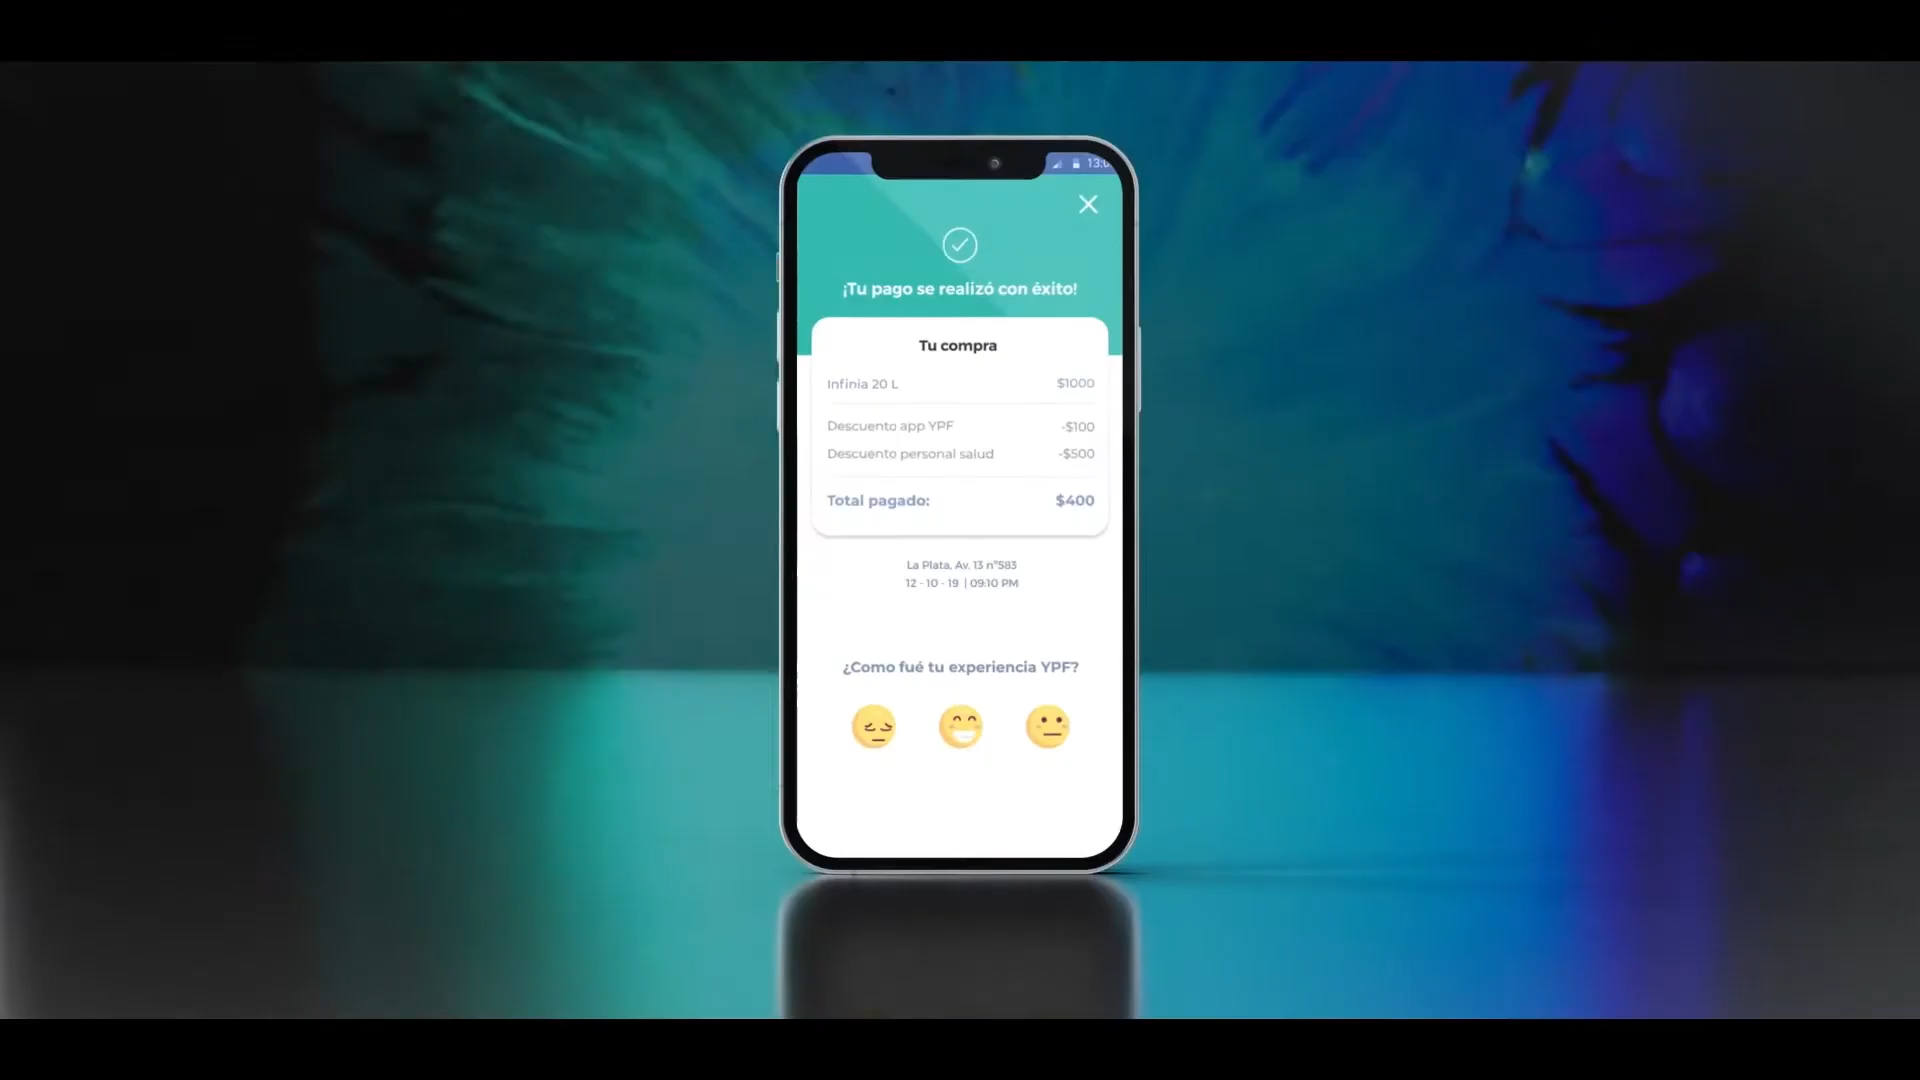 13:0
¡Tu pago se realizó con éxito!
Tu compra
Infinia 20 L $1000
Descuento app YPF -$100
Descuento personal salud -$500
Total pagado: $400
La Plata, Av. 13 n°583
12 - 10 - 19 | 09:10 PM
¿Como fué tu experiencia YPF?